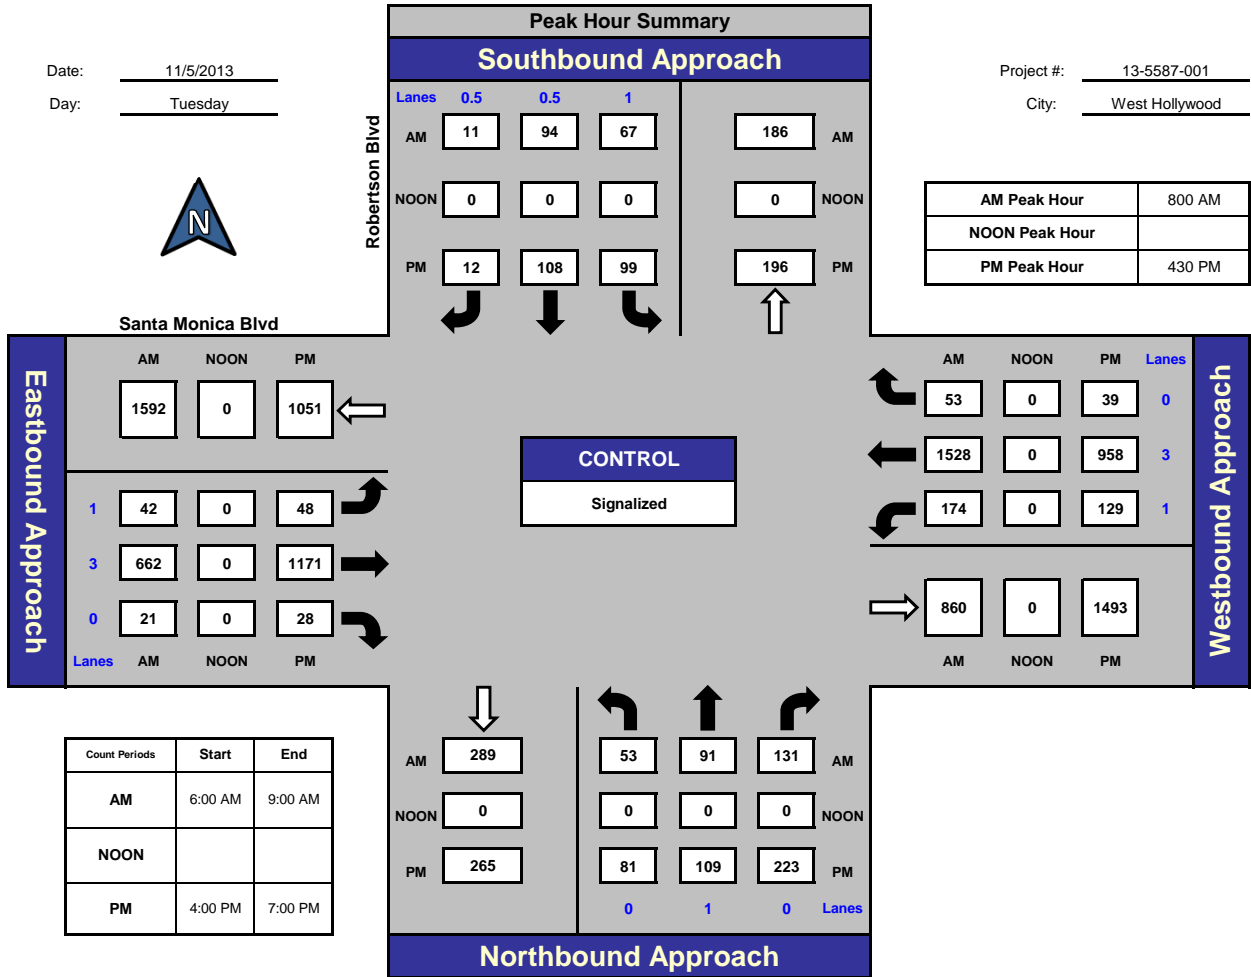 Peak Hour Summary
Southbound Approach
Date: 11/5/2013
Day: Tuesday
Project #: 13-5587-001
City: West Hollywood
N
Robertson Blvd
Lanes 0.5 0.5 1
AM 11 94 67 186 AM
NOON 0 0 0 0 NOON
PM 12 108 99 196 PM
AM Peak Hour 800 AM
NOON Peak Hour
PM Peak Hour 430 PM
Santa Monica Blvd
Eastbound Approach
AM NOON PM
1592 0 1051
1 42 0 48
3 662 0 1171
0 21 0 28
Lanes AM NOON PM
CONTROL
Signalized
AM NOON PM Lanes
53 0 39 0
1528 0 958 3
174 0 129 1
860 0 1493
AM NOON PM
Westbound Approach
Count Periods Start End
AM 6:00 AM 9:00 AM
NOON
PM 4:00 PM 7:00 PM
AM 289 53 91 131 AM
NOON 0 0 0 0 NOON
PM 265 81 109 223 PM
0 1 0 Lanes
Northbound Approach